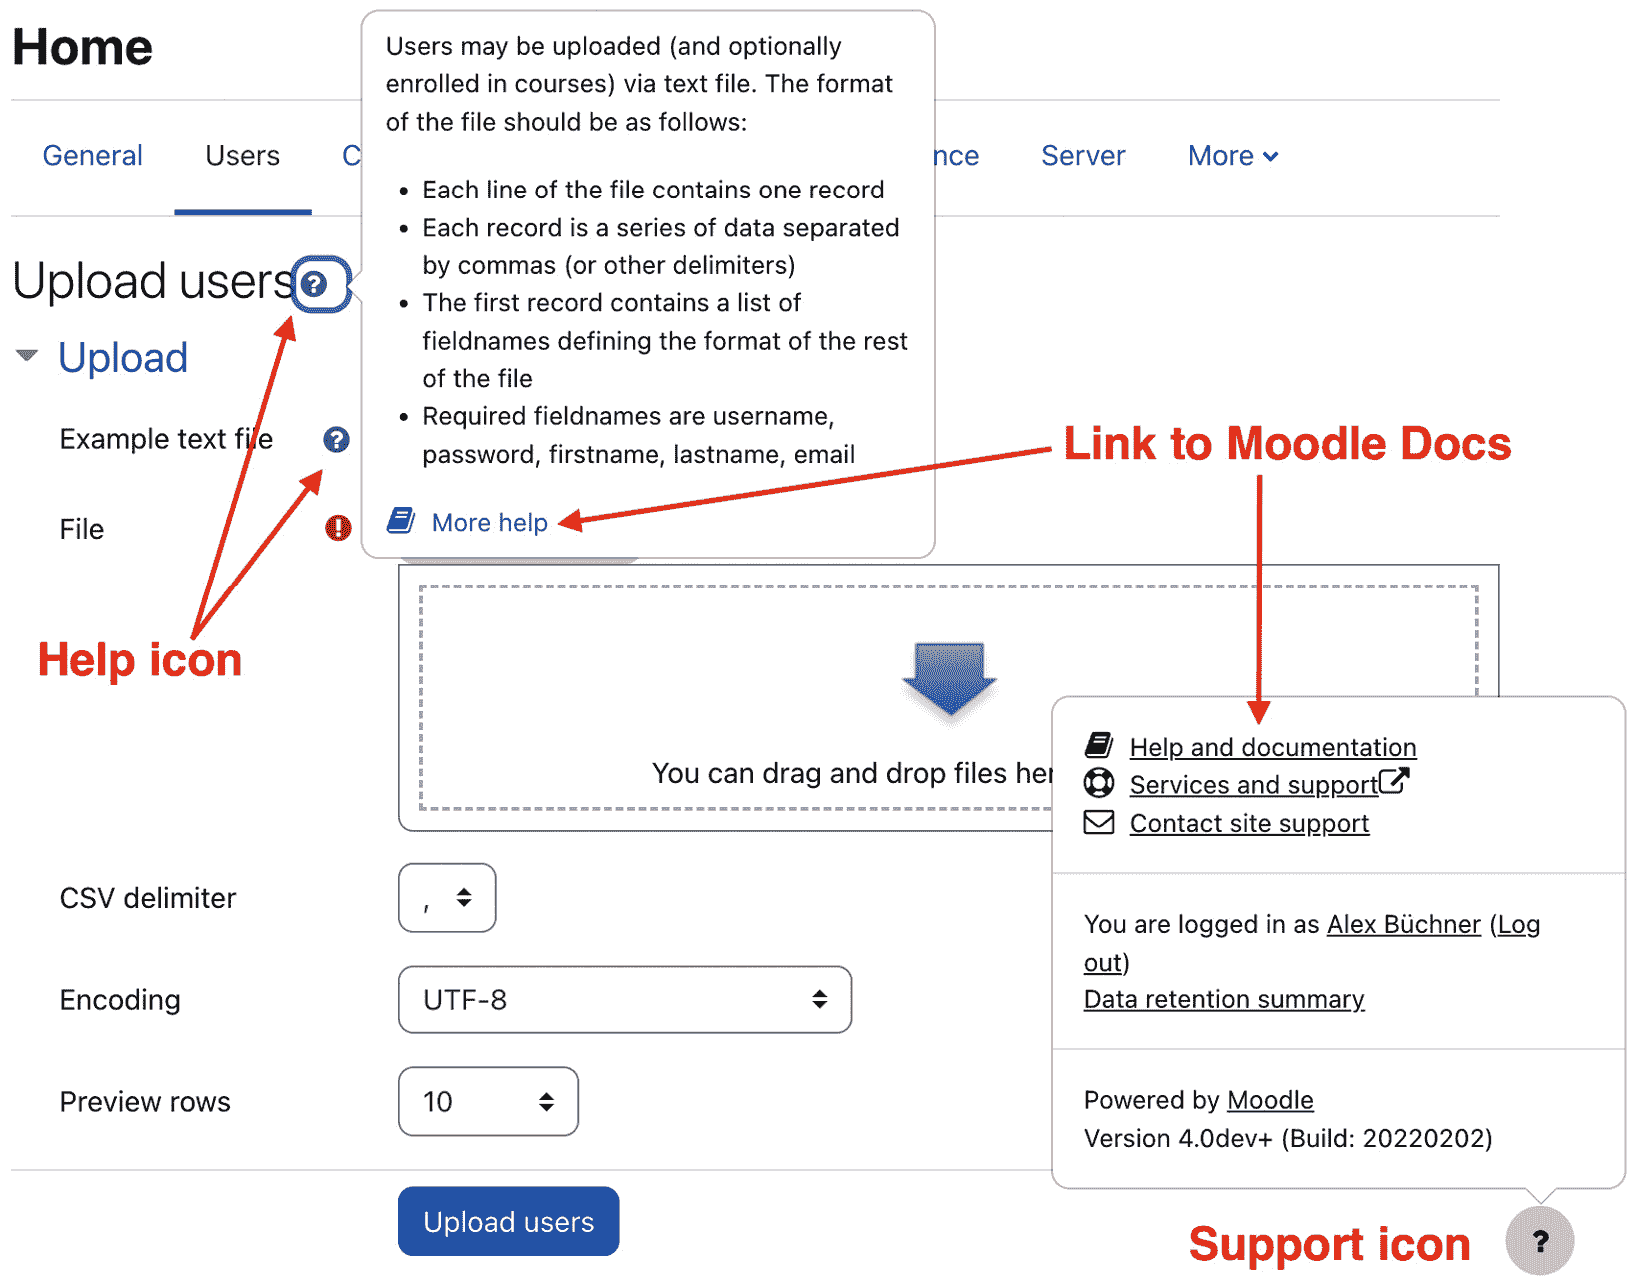 Home
Users may be uploaded (and optionally
enrolled in courses) via text file. The format
of the file should be as follows:
General Users C nce Server More
Each line of the file contains one record
Each record is a series of data separated
by commas (or other delimiters)
The first record contains a list of
fieldnames defining the format of the rest
of the file
Required fieldnames are username,
password, firstname, lastname, email
More help
Upload users ?
Upload
Example text file ?
File !
Link to Moodle Docs
Help icon
You can drag and drop files her
Help and documentation
Services and support
Contact site support
CSV delimiter ,
You are logged in as Alex Büchner (Log
out)
Data retention summary
Encoding UTF-8
Preview rows 10
Powered by Moodle
Version 4.0dev+ (Build: 20220202)
Upload users
Support icon ?